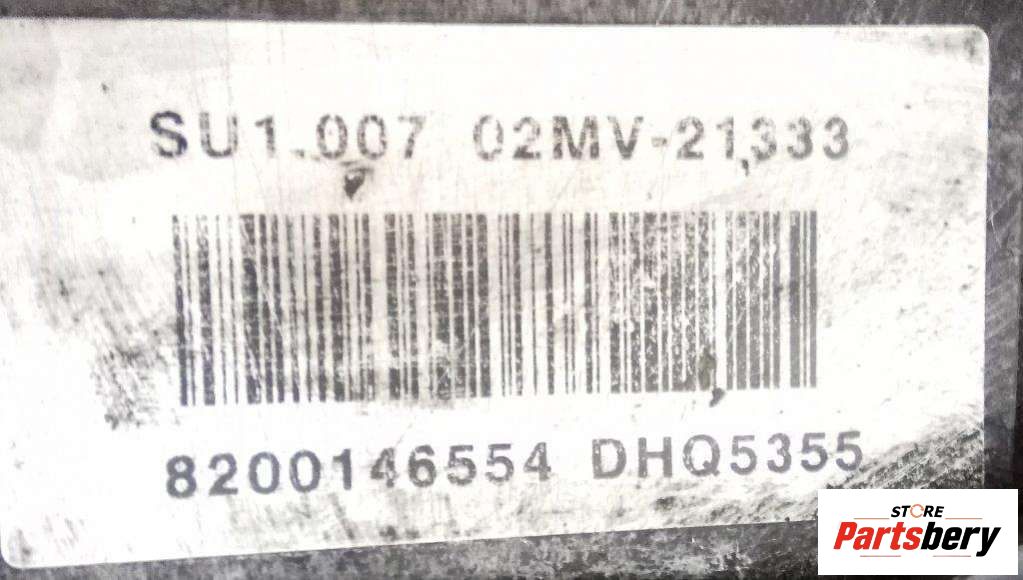 SU1.007 02MV-21333
8200146554 DHQ5355
STORE
Partsbery